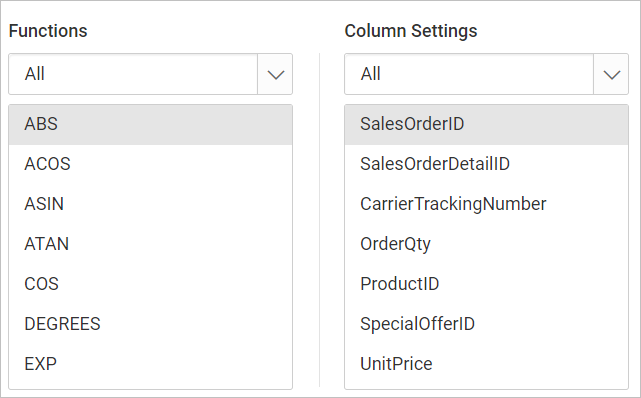 Functions
All
ABS
ACOS
ASIN
ATAN
COS
DEGREES
EXP
Column Settings
All
SalesOrderID
SalesOrderDetailID
CarrierTrackingNumber
OrderQty
ProductID
SpecialOfferID
UnitPrice